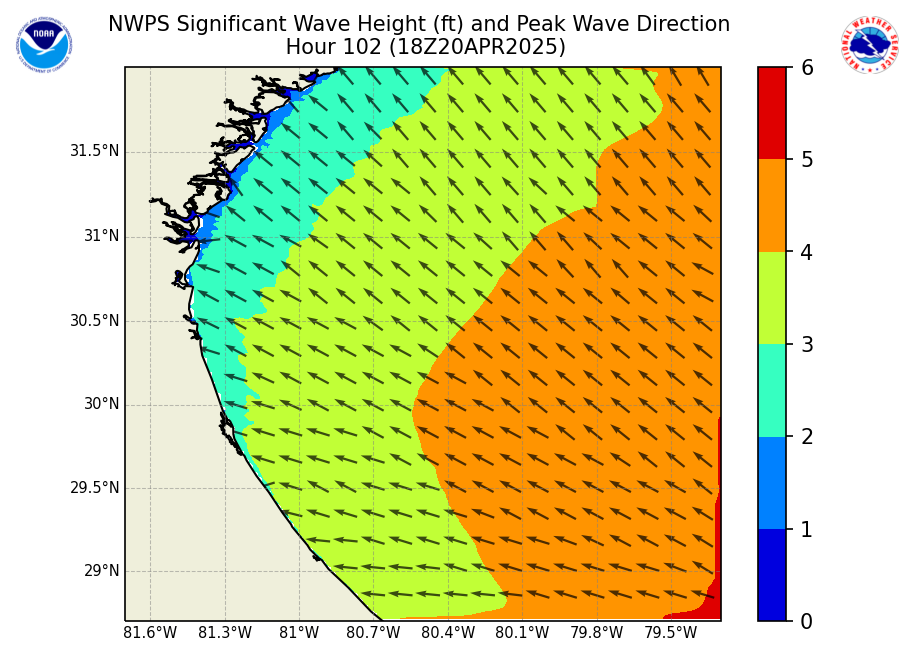 NWPS Significant Wave Height (ft) and Peak Wave Direction
Hour 102 (18Z20APR2025)
NOAA
NATIONAL WEATHER SERVICE
31.5°N
31°N
30.5°N
30°N
29.5°N
29°N
81.6°W 81.3°W 81°W 80.7°W 80.4°W 80.1°W 79.8°W 79.5°W
6
5
4
3
2
1
0